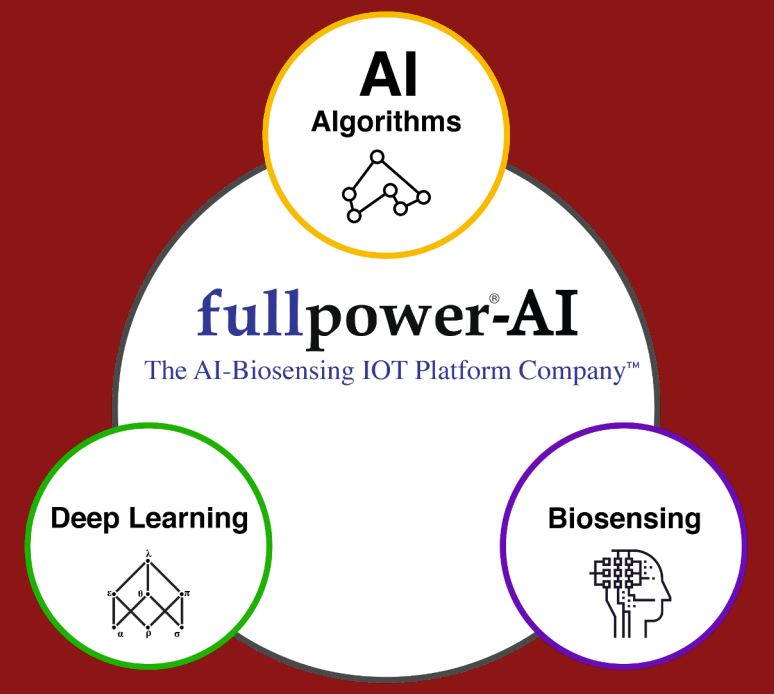 AI
Algorithms
fullpower®-AI
The AI-Biosensing IOT Platform Company™
Deep Learning
λ
ε θ π
α ρ σ
Biosensing